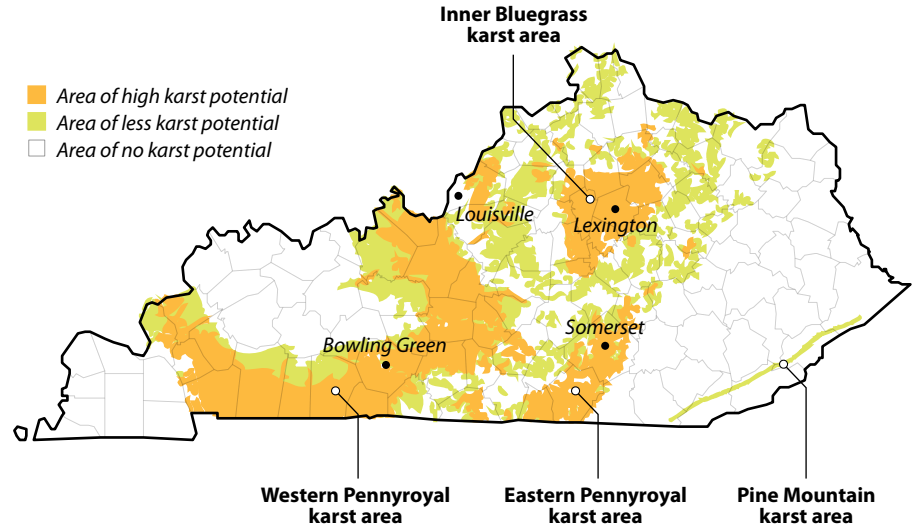 Inner Bluegrass
karst area
Area of high karst potential
Area of less karst potential
Area of no karst potential
Louisville
Lexington
Somerset
Bowling Green
Western Pennyroyal
karst area
Eastern Pennyroyal
karst area
Pine Mountain
karst area